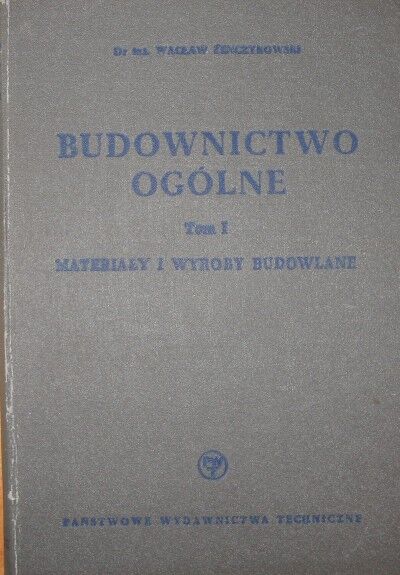 Dr inż. WACŁAW ŻENCZYKOWSKI
BUDOWNICTWO
OGÓLNE
Tom I
MATERIAŁY I WYROBY BUDOWLANE
PAŃSTWOWE WYDAWNICTWA TECHNICZNE